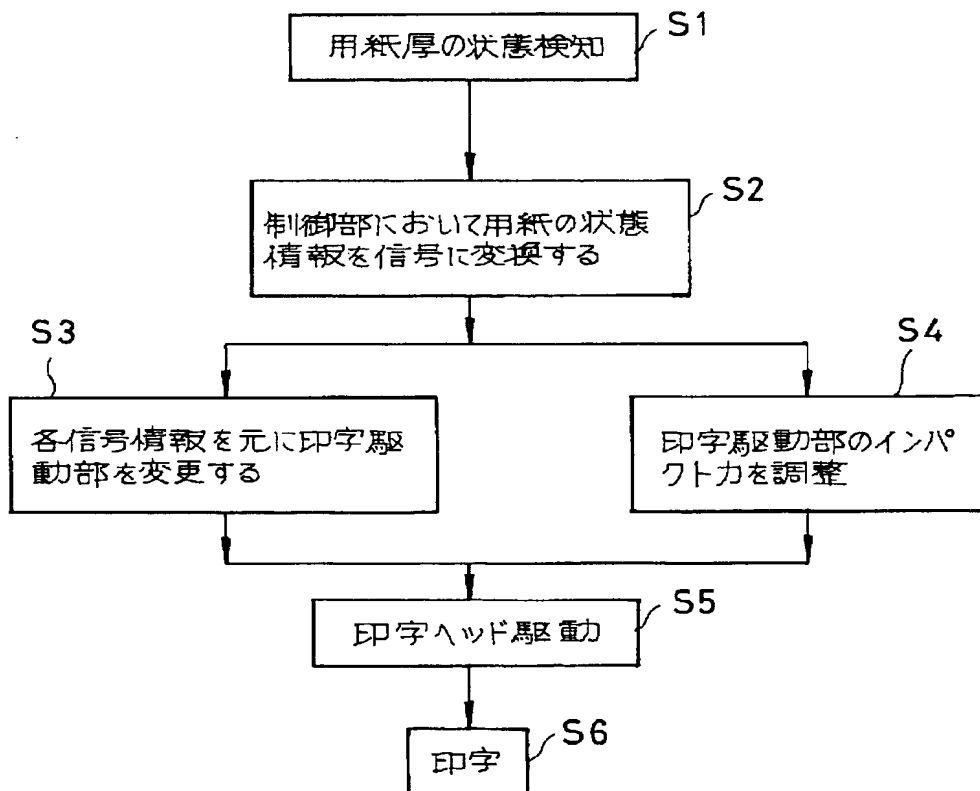 用紙厚の状態検知
S1
制御部において用紙の状態
情報を信号に変換する
S2
S3
各信号情報を元に印字駆
動部を変更する
S4
印字駆動部のインパ
クト力を調整
印字ヘッド駆動
S5
印字
S6